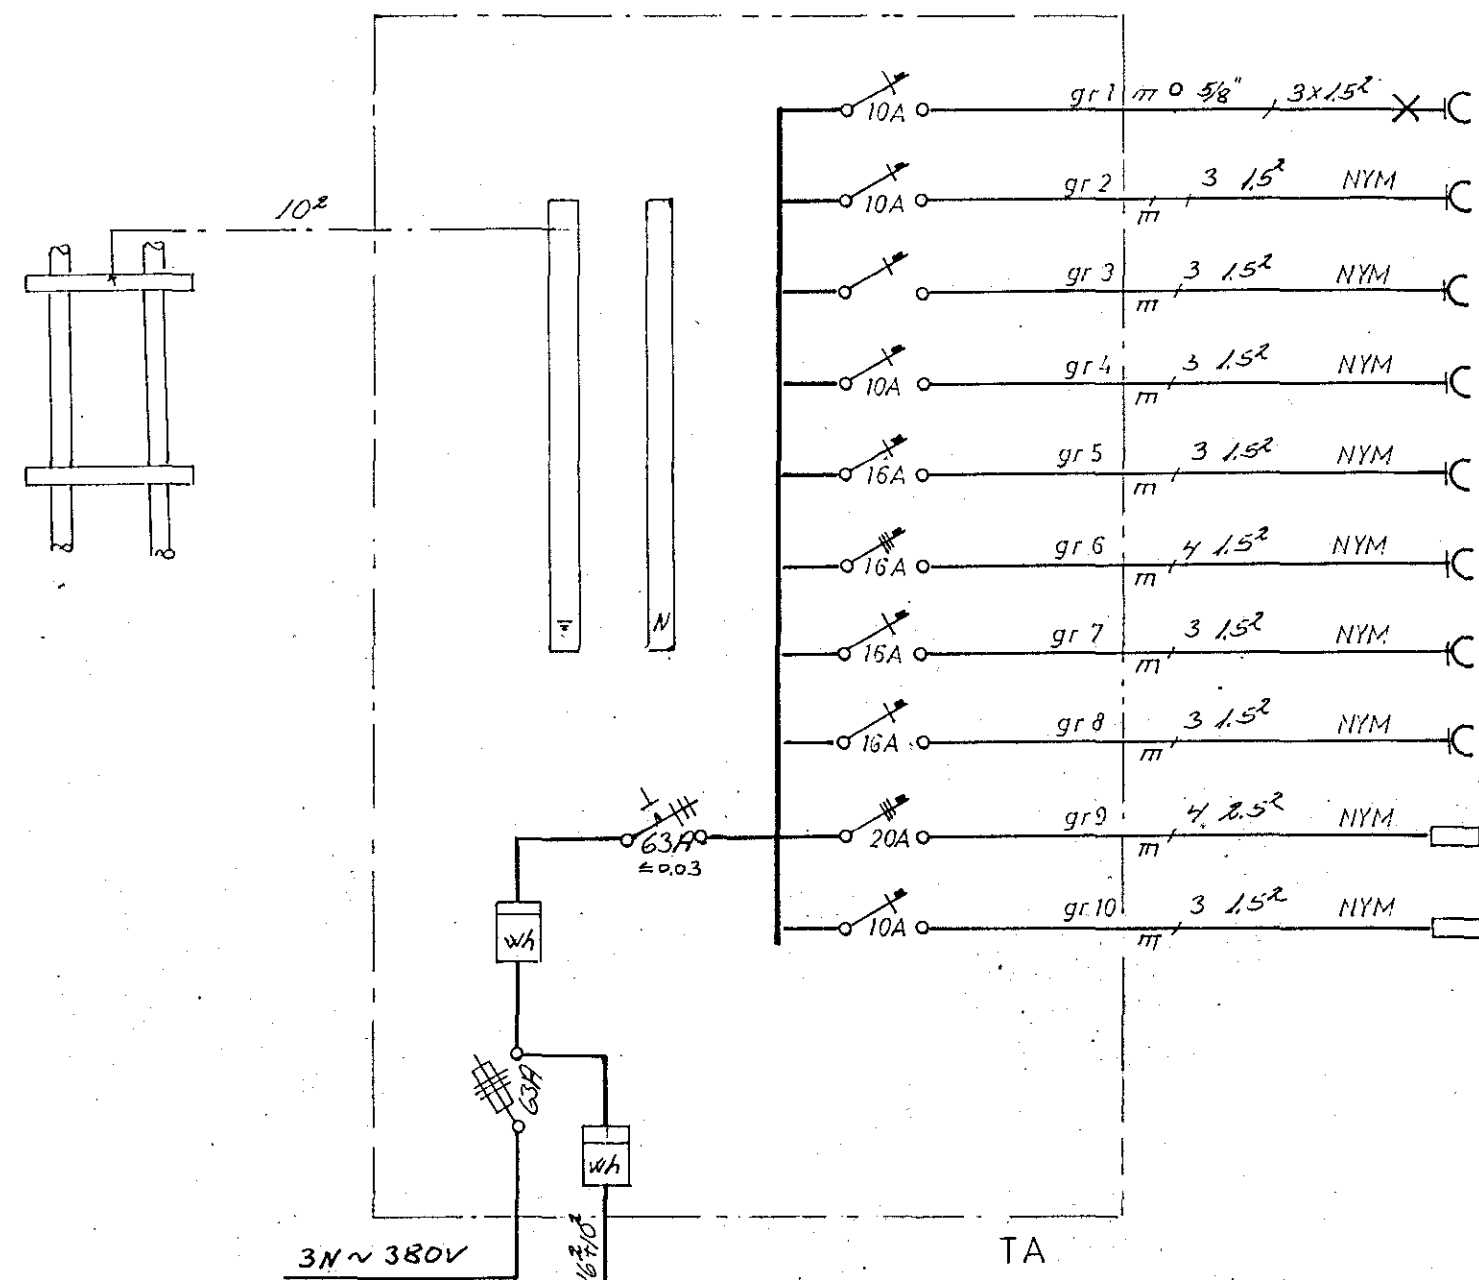 gr 1 m o 5/8" 3x1.5²
10A
gr 2 3 1.5² NYM
10A m
10²
gr 3 3 1.5² NYM
m
gr 4 3 1.5² NYM
10A m
gr 5 3 1.5² NYM
16A m
gr 6 4 1.5² NYM
16A m
N
gr 7 3 1.5² NYM
16A m
gr 8 3 1.5² NYM
16A m
gr 9 4 2.5² NYM
63A 20A m
≤0.03
gr.10 3 1.5² NYM
10A m
wh
63A
wh
3N ~ 380V
TA